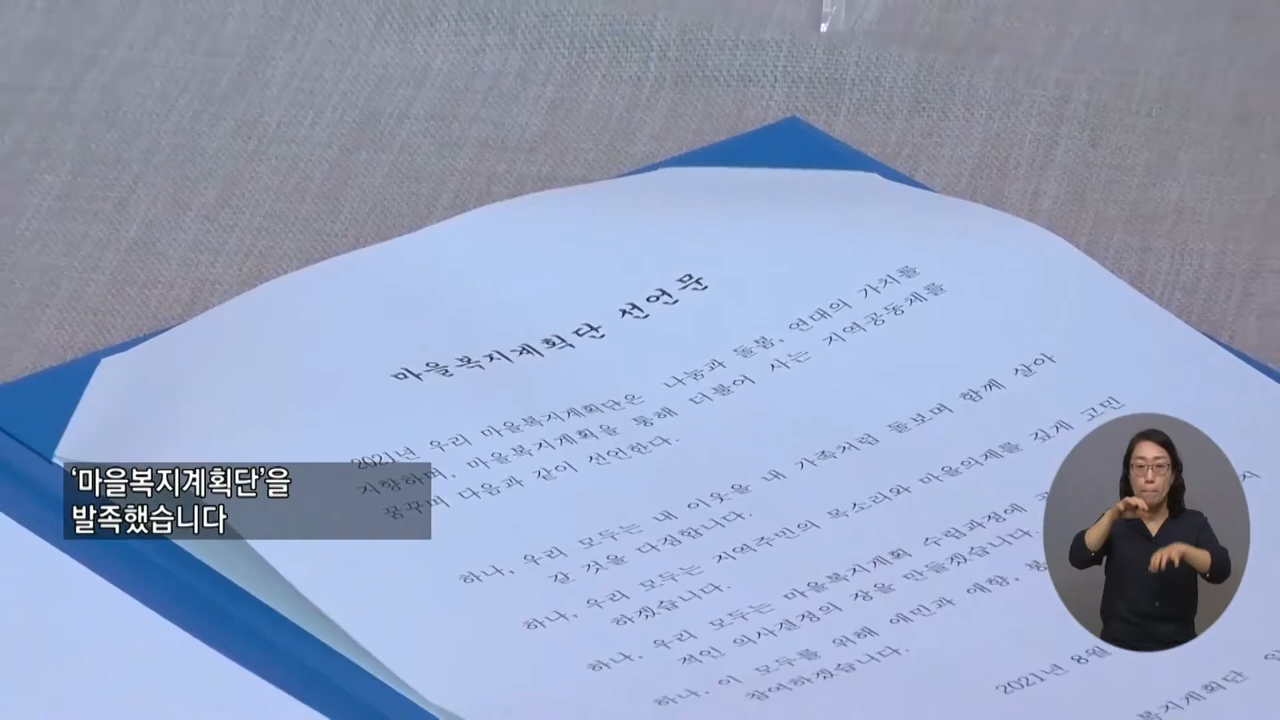 마을복지계획단 선언문
2021년 우리 마을복지계획단은 나눔과 돌봄, 연대의 가치를
지향하며 마을복지계획을 통해 더불어 사는 지역공동체를
꿈꾸며 다음과 같이 선언한다.
하나, 우리 모두는 내 이웃을 내 가족처럼 돌보며 함께 살아
갈 것을 다짐합니다.
하나, 우리 모두는 지역주민의 목소리와 마을의제를 깊게 고민
하겠습니다.
하나, 우리 모두는 마을복지계획 수립과정에
적인 의사결정의 장을 만들겠습니다.
하나, 이 모두를 위해 애민과 애향,
참여하겠습니다.
2021년 8월
복지계획단
‘마을복지계획단’을
발족했습니다